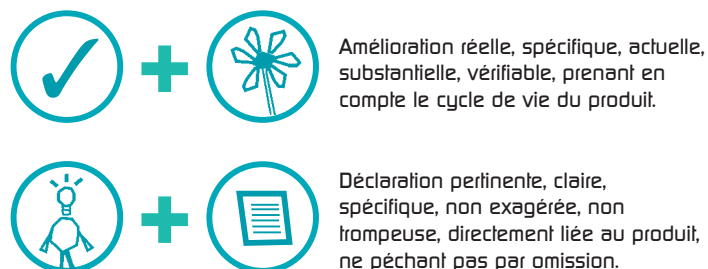 Amélioration réelle, spécifique, actuelle,
substantielle, vérifiable, prenant en
compte le cycle de vie du produit.
Déclaration pertinente, claire,
spécifique, non exagérée, non
trompeuse, directement liée au produit,
ne péchant pas par omission.